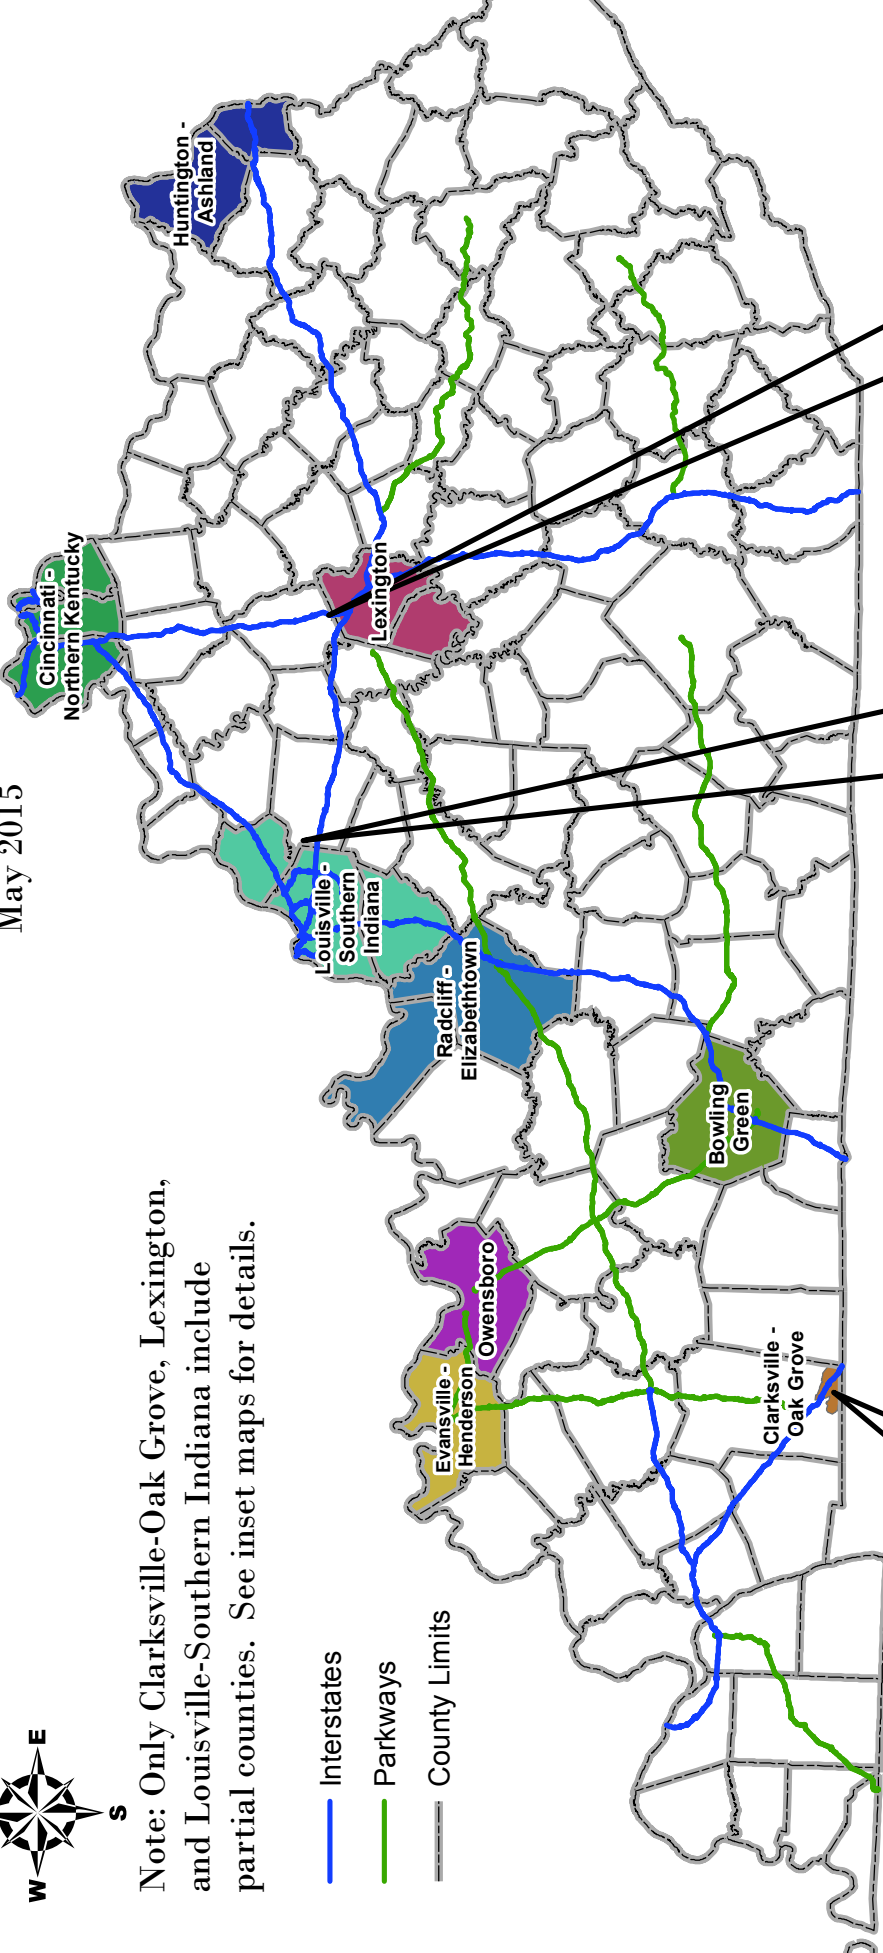 May 2015
W
E
S
Note: Only Clarksville-Oak Grove, Lexington,
and Louisville-Southern Indiana include
partial counties. See inset maps for details.
Interstates
Parkways
County Limits
Cincinnati -
Northern Kentucky
Huntington -
Ashland
Louisville -
Southern
Indiana
Lexington
Radcliff -
Elizabethtown
Owensboro
Evansville -
Henderson
Bowling
Green
Clarksville -
Oak Grove